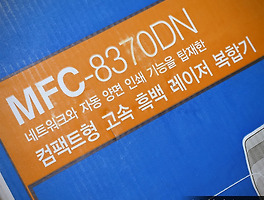 MFC-8370DN
네트워크와 자동 양면 인쇄 기능을 탑재한
컴팩트형 고속 흑백 레이저 복합기